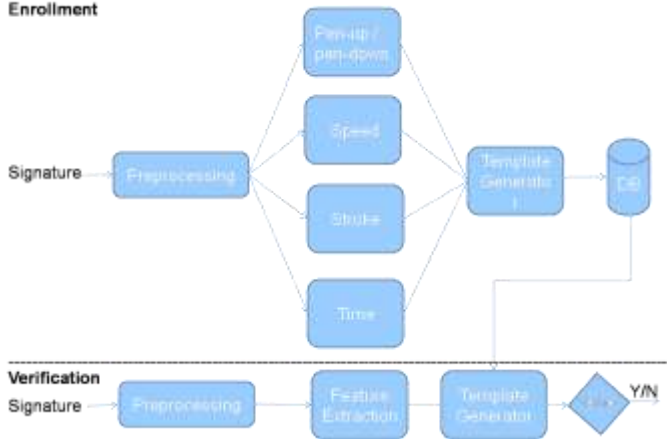 Enrollment
Pen-up /
pen-down
Speed
Signature
Preprocessing
Template
Generato
r
DB
Stroke
Time
Verification
Signature
Preprocessing
Feature
Extraction
Template
Generator
Y/N